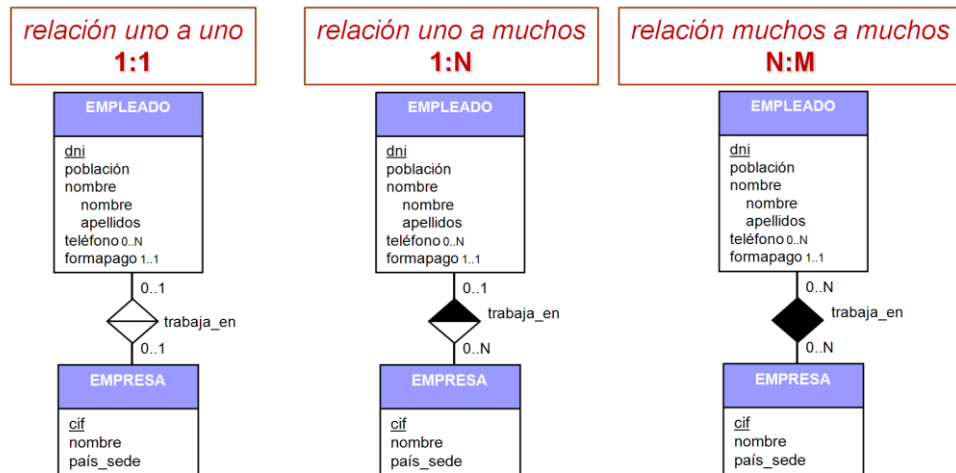 relación uno a uno
1:1
relación uno a muchos
1:N
relación muchos a muchos
N:M
EMPLEADO
dni
población
nombre
nombre
apellidos
teléfono 0..N
formapago 1..1
0..1
trabaja_en
0..1
EMPRESA
cif
nombre
país_sede
EMPLEADO
dni
población
nombre
nombre
apellidos
teléfono 0..N
formapago 1..1
0..1
trabaja_en
0..N
EMPRESA
cif
nombre
país_sede
EMPLEADO
dni
población
nombre
nombre
apellidos
teléfono 0..N
formapago 1..1
0..N
trabaja_en
0..N
EMPRESA
cif
nombre
país_sede